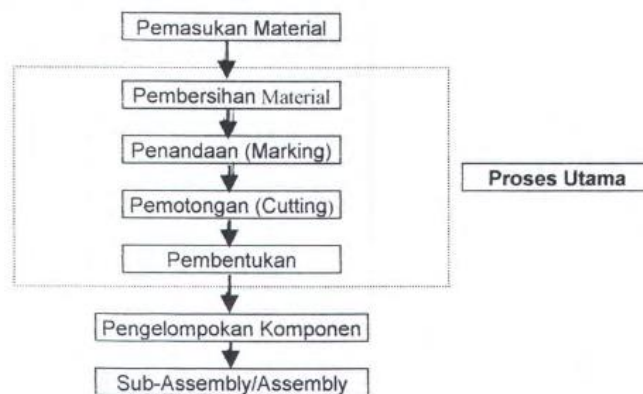 Pemasukan Material
Pembersihan Material
Penandaan (Marking)
Proses Utama
Pemotongan (Cutting)
Pembentukan
Pengelompokan Komponen
Sub-Assembly/Assembly